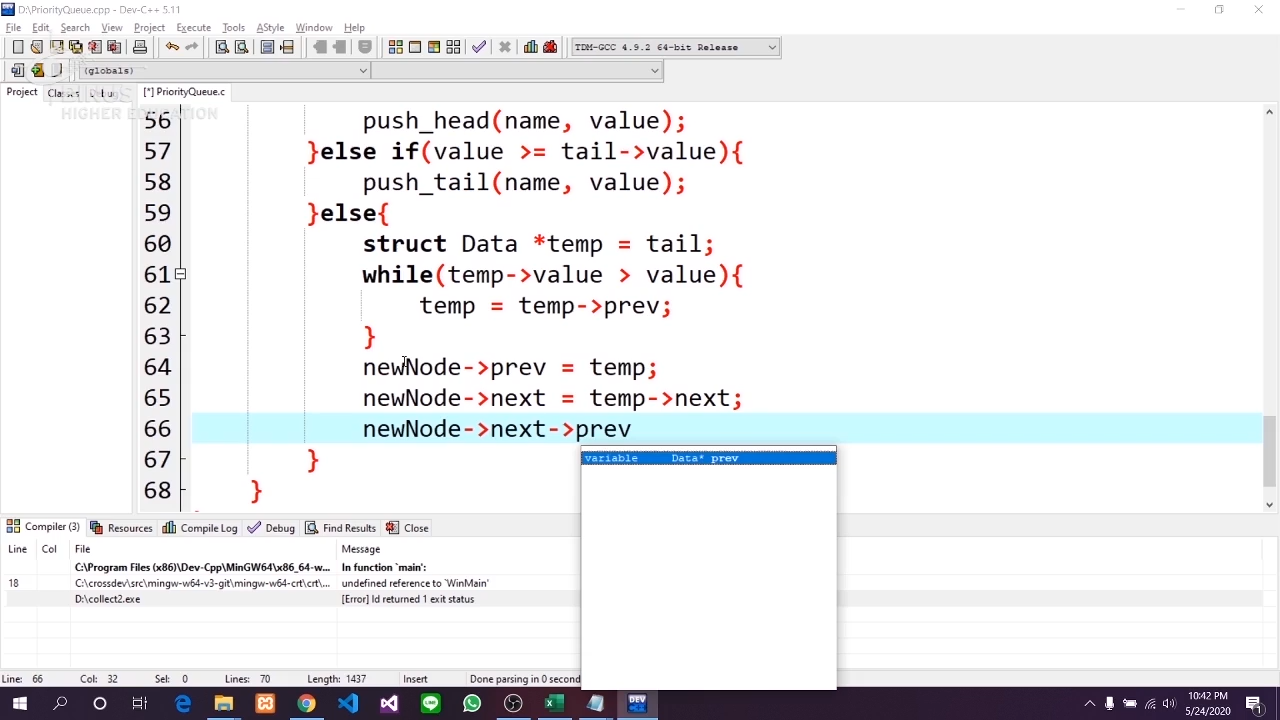 D:\PriorityQueue.cpp - Dev-C++ 5.11
File Edit Search View Project Execute Tools AStyle Window Help
TDM-GCC 4.9.2 64-bit Release
(globals)
Project Classes Debug [*] PriorityQueue.c
HIGHER EDUCATION
56 push_head(name, value);
57 }else if(value >= tail->value){
58 push_tail(name, value);
59 }else{
60 struct Data *temp = tail;
61 while(temp->value > value){
62 temp = temp->prev;
63 }
64 newNode->prev = temp;
65 newNode->next = temp->next;
66 newNode->next->prev
variable Data* prev
67 }
68 }
Compiler (3) Resources Compile Log Debug Find Results Close
Line Col File Message
C:\Program Files (x86)\Dev-Cpp\MinGW64\x86_64-w... In function `main':
18 C:\crossdev\src\mingw-w64-v3-git\mingw-w64-crt\crt\... undefined reference to `WinMain'
D:\collect2.exe [Error] ld returned 1 exit status
Line: 66 Col: 32 Sel: 0 Lines: 70 Length: 1437 Insert Done parsing in 0 second
DEV
10:42 PM
5/24/2020